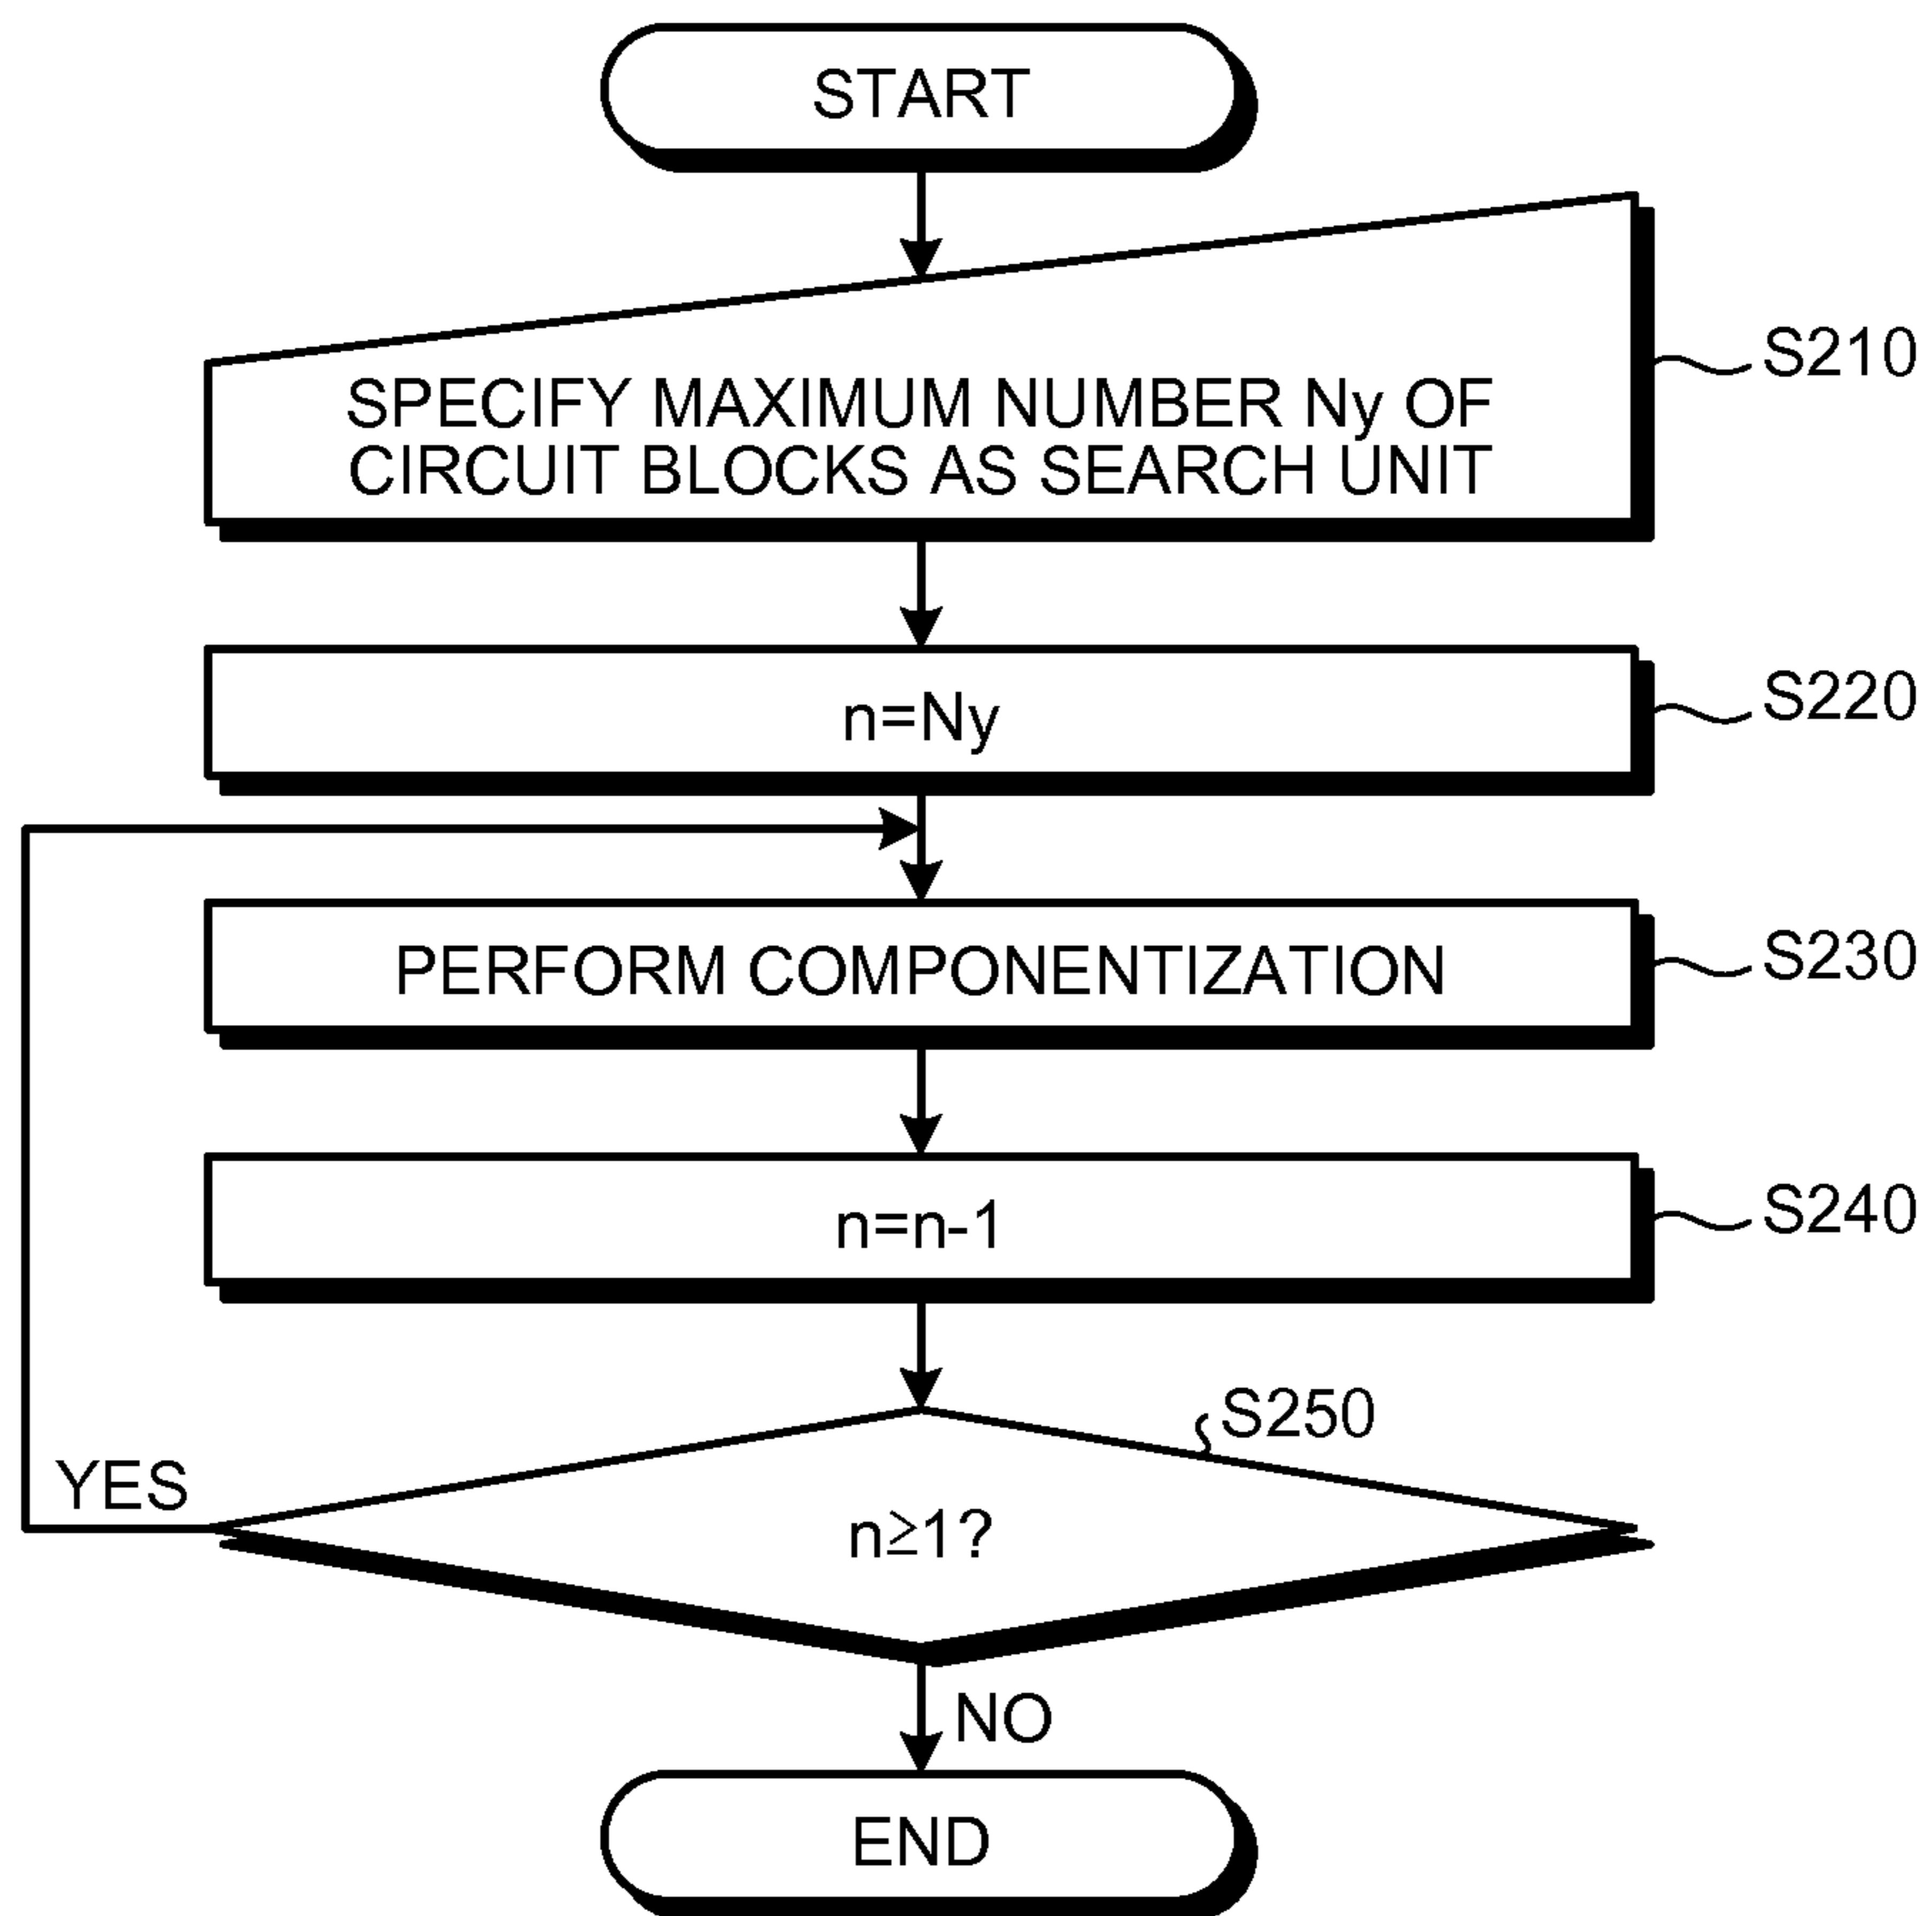 START
SPECIFY MAXIMUM NUMBER Ny OF
CIRCUIT BLOCKS AS SEARCH UNIT
S210
n=Ny
S220
PERFORM COMPONENTIZATION
S230
n=n-1
S240
S250
YES
n≥1?
NO
END